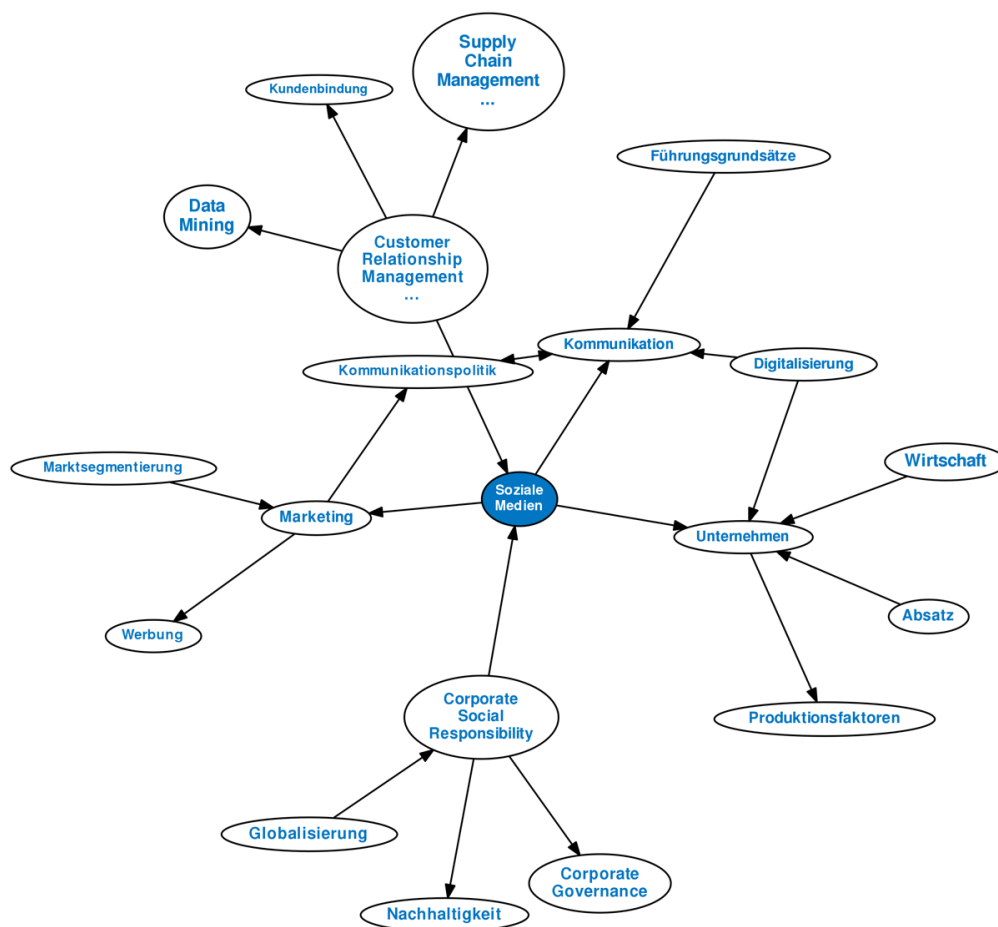 Supply
Chain
Management
...
Kundenbindung
Führungsgrundsätze
Data
Mining
Customer
Relationship
Management
...
Kommunikation
Kommunikationspolitik
Digitalisierung
Marktsegmentierung
Wirtschaft
Soziale
Medien
Marketing
Unternehmen
Werbung
Absatz
Corporate
Social
Responsibility
Produktionsfaktoren
Globalisierung
Corporate
Governance
Nachhaltigkeit